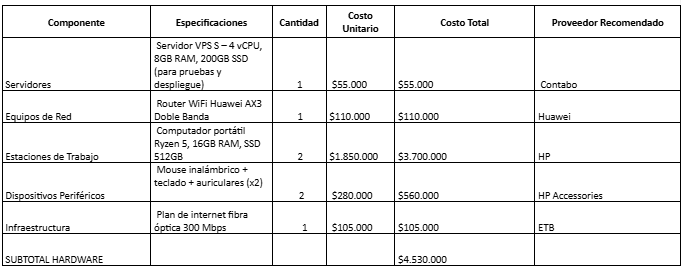 Componente Especificaciones Cantidad Costo Unitario Costo Total Proveedor Recomendado
Servidores Servidor VPS S – 4 vCPU, 8GB RAM, 200GB SSD (para pruebas y despliegue) 1 $55.000 $55.000 Contabo
Equipos de Red Router WiFi Huawei AX3 Doble Banda 1 $110.000 $110.000 Huawei
Estaciones de Trabajo Computador portátil Ryzen 5, 16GB RAM, SSD 512GB 2 $1.850.000 $3.700.000 HP
Dispositivos Periféricos Mouse inalámbrico + teclado + auriculares (x2) 2 $280.000 $560.000 HP Accessories
Infraestructura Plan de internet fibra óptica 300 Mbps 1 $105.000 $105.000 ETB
SUBTOTAL HARDWARE $4.530.000